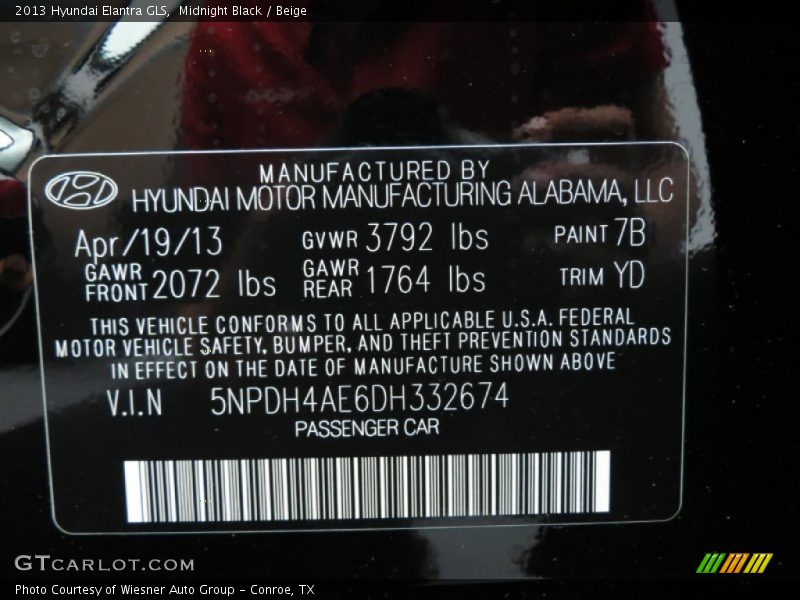 2013 Hyundai Elantra GLS,  Midnight Black / Beige
MANUFACTURED BY
HYUNDAI MOTOR MANUFACTURING ALABAMA, LLC
Apr/19/13 GVWR 3792 lbs PAINT 7B
GAWR FRONT 2072 lbs GAWR REAR 1764 lbs TRIM YD
THIS VEHICLE CONFORMS TO ALL APPLICABLE U.S.A. FEDERAL
MOTOR VEHICLE SAFETY, BUMPER, AND THEFT PREVENTION STANDARDS
IN EFFECT ON THE DATE OF MANUFACTURE SHOWN ABOVE
V.I.N 5NPDH4AE6DH332674
PASSENGER CAR
GTCARLOT.COM
Photo Courtesy of Wiesner Auto Group - Conroe, TX